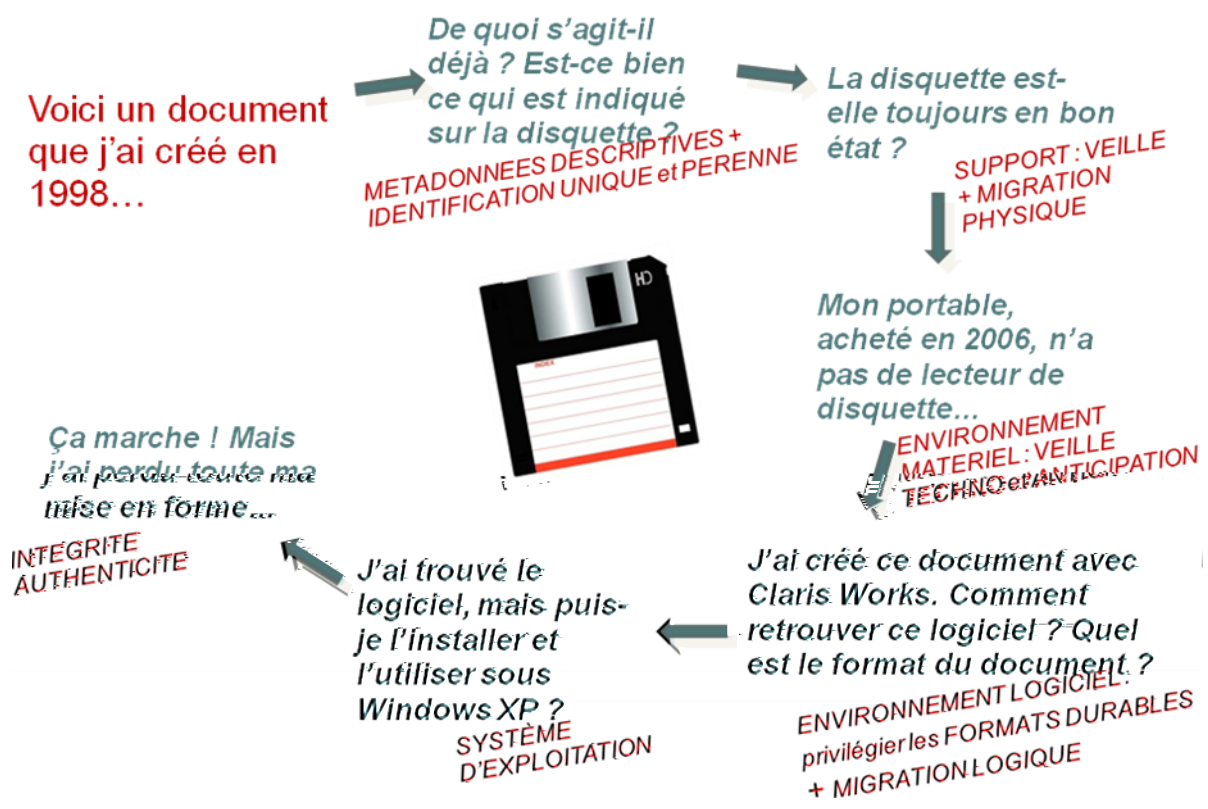 Voici un document
que j'ai créé en
1998…
De quoi s'agit-il
déjà ? Est-ce bien
ce qui est indiqué
sur la disquette ?
METADONNEES DESCRIPTIVES +
IDENTIFICATION UNIQUE et PERENNE
La disquette est-
elle toujours en bon
état ?
SUPPORT : VEILLE
+ MIGRATION
PHYSIQUE
HD
INDEX
Mon portable,
acheté en 2006, n'a
pas de lecteur de
disquette…
ENVIRONNEMENT
MATERIEL : VEILLE
TECHNO et ANTICIPATION
J'ai créé ce document avec
Claris Works. Comment
retrouver ce logiciel ? Quel
est le format du document ?
ENVIRONNEMENT LOGICIEL :
privilégier les FORMATS DURABLES
+ MIGRATION LOGIQUE
J'ai trouvé le
logiciel, mais puis-
je l'installer et
l'utiliser sous
Windows XP ?
SYSTÈME
D'EXPLOITATION
Ça marche ! Mais
j'ai perdu toute ma
mise en forme…
INTEGRITE
AUTHENTICITE